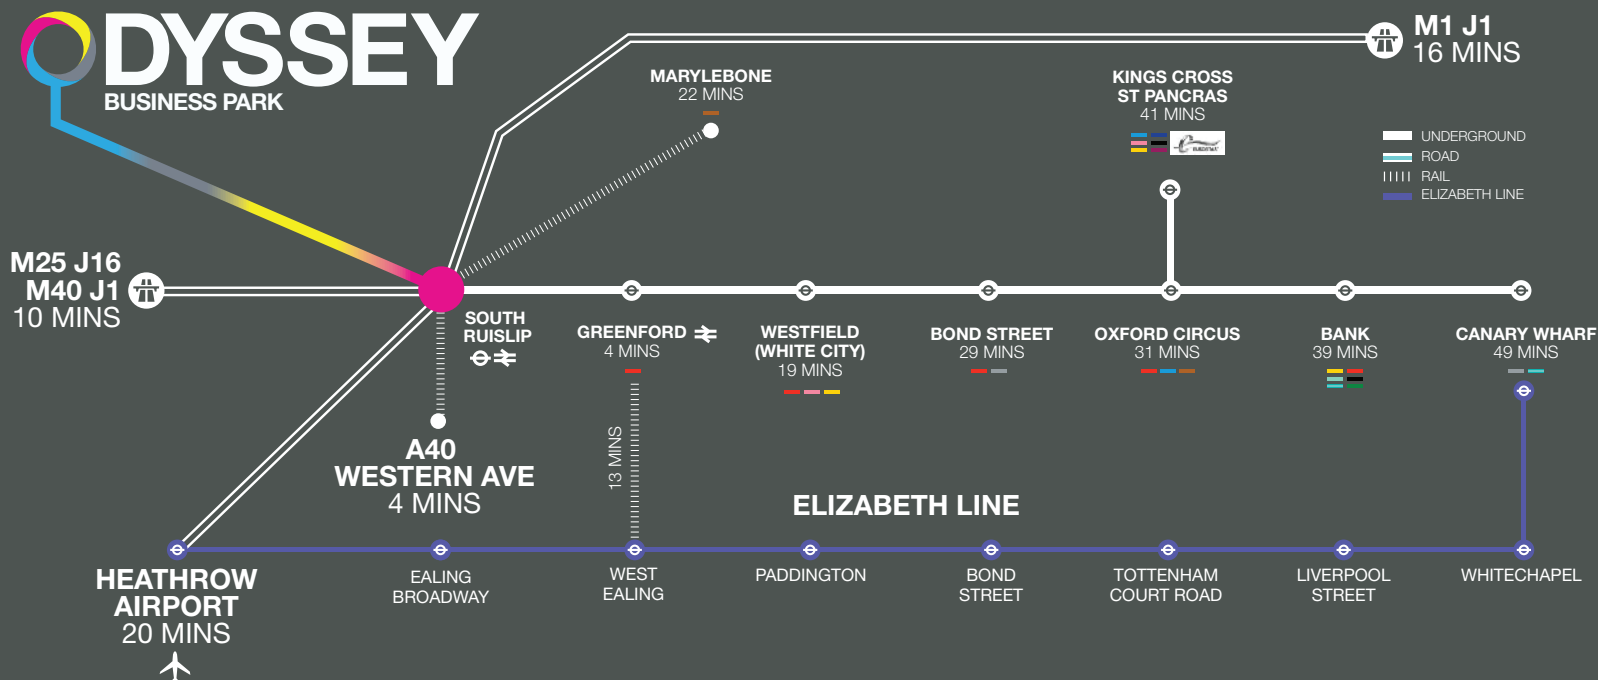 ODYSSEY
BUSINESS PARK
M1 J1
16 MINS
MARYLEBONE
22 MINS
KINGS CROSS
ST PANCRAS
41 MINS
UNDERGROUND
ROAD
RAIL
ELIZABETH LINE
M25 J16
M40 J1
10 MINS
SOUTH
RUISLIP
GREENFORD
4 MINS
WESTFIELD
(WHITE CITY)
19 MINS
BOND STREET
29 MINS
OXFORD CIRCUS
31 MINS
BANK
39 MINS
CANARY WHARF
49 MINS
13 MINS
A40
WESTERN AVE
4 MINS
ELIZABETH LINE
HEATHROW
AIRPORT
20 MINS
EALING
BROADWAY
WEST
EALING
PADDINGTON
BOND
STREET
TOTTENHAM
COURT ROAD
LIVERPOOL
STREET
WHITECHAPEL